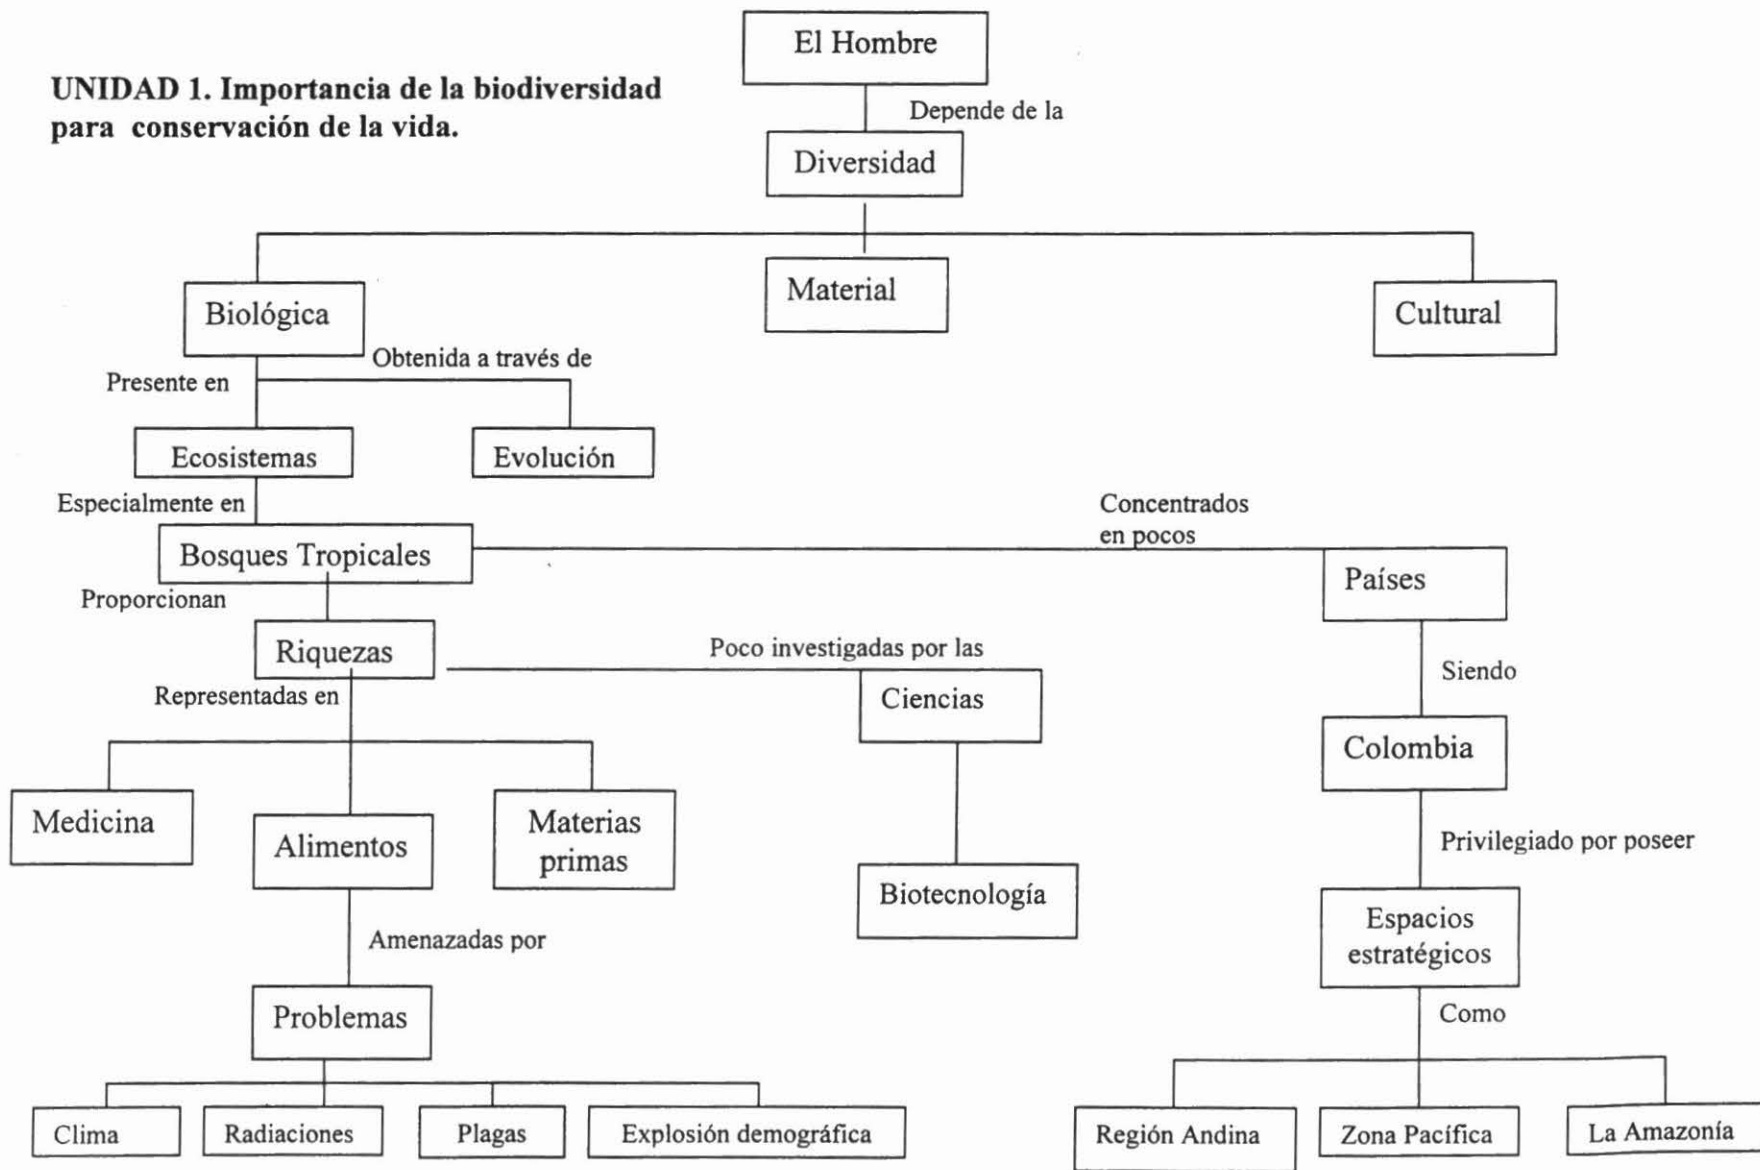 El Hombre
UNIDAD 1. Importancia de la biodiversidad
para conservación de la vida.
Depende de la
Diversidad
Biológica
Material
Cultural
Presente en
Obtenida a través de
Ecosistemas
Evolución
Especialmente en
Concentrados
en pocos
Bosques Tropicales
Países
Proporcionan
Riquezas
Poco investigadas por las
Siendo
Representadas en
Ciencias
Colombia
Medicina
Alimentos
Materias
primas
Privilegiado por poseer
Biotecnología
Espacios
estratégicos
Amenazadas por
Problemas
Como
Clima
Radiaciones
Plagas
Explosión demográfica
Región Andina
Zona Pacífica
La Amazonía